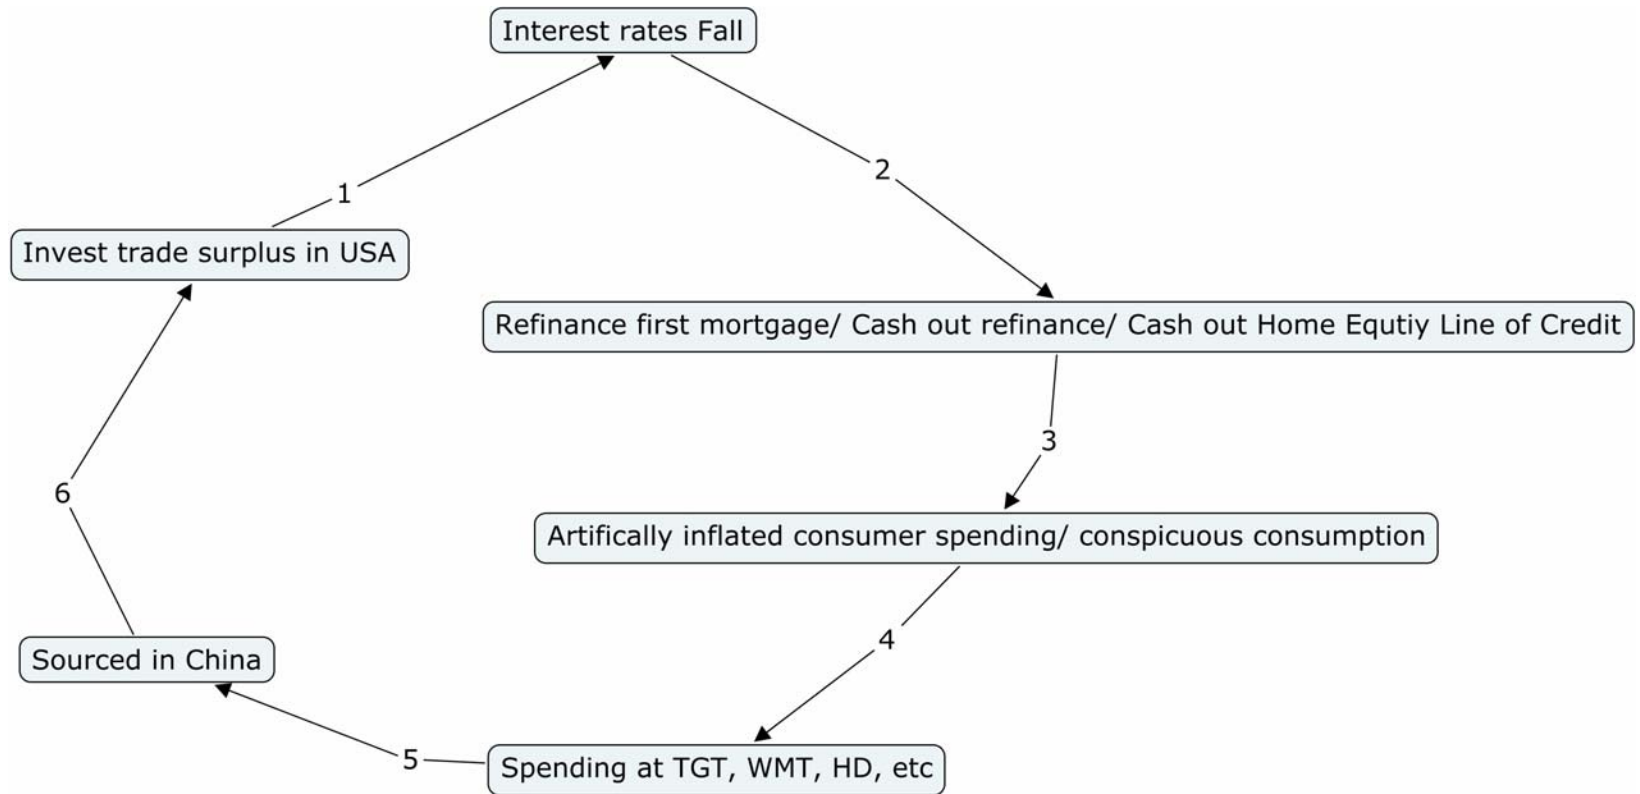 Interest rates Fall
2
1
Invest trade surplus in USA
Refinance first mortgage/ Cash out refinance/ Cash out Home Equtiy Line of Credit
3
6
Artifically inflated consumer spending/ conspicuous consumption
4
Sourced in China
5
Spending at TGT, WMT, HD, etc